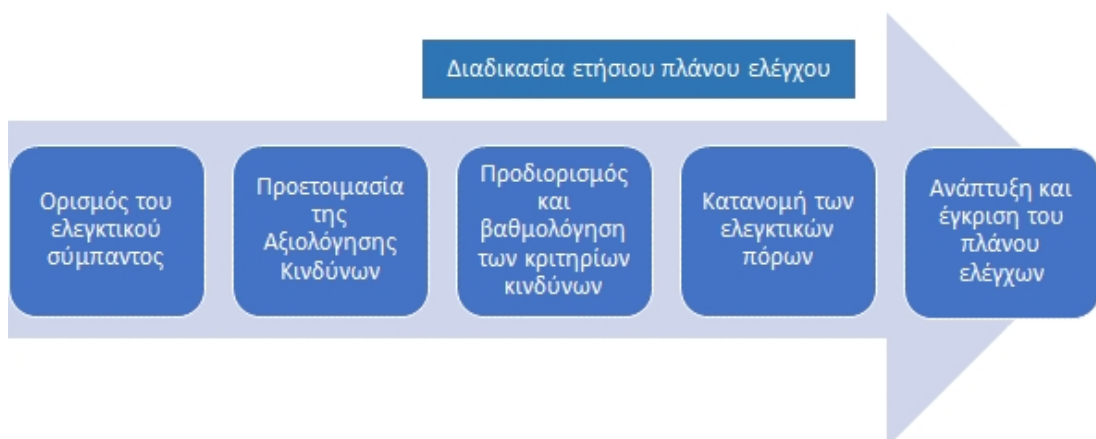 Διαδικασία ετήσιου πλάνου ελέγχου
Ορισμός του
ελεγκτικού
σύμπαντος
Προετοιμασία
της
Αξιολόγησης
Κινδύνων
Προδιορισμός
και
βαθμολόγηση
των κριτηρίων
κινδύνων
Κατανομή των
ελεγκτικών
πόρων
Ανάπτυξη και
έγκριση του
πλάνου
ελέγχων